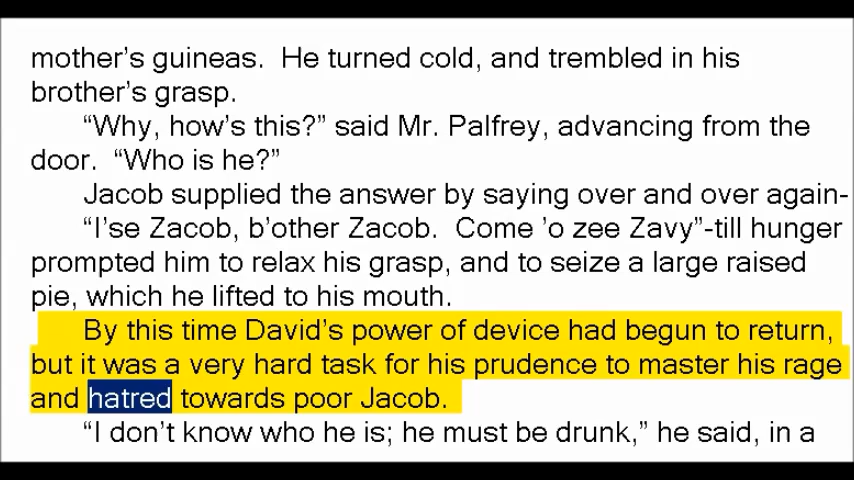 mother’s guineas.  He turned cold, and trembled in his
brother’s grasp.
“Why, how’s this?” said Mr. Palfrey, advancing from the
door.  “Who is he?”
Jacob supplied the answer by saying over and over again-
“I’se Zacob, b’other Zacob.  Come ’o zee Zavy”-till hunger
prompted him to relax his grasp, and to seize a large raised
pie, which he lifted to his mouth.
By this time David’s power of device had begun to return,
but it was a very hard task for his prudence to master his rage
and hatred towards poor Jacob.
“I don’t know who he is; he must be drunk,” he said, in a